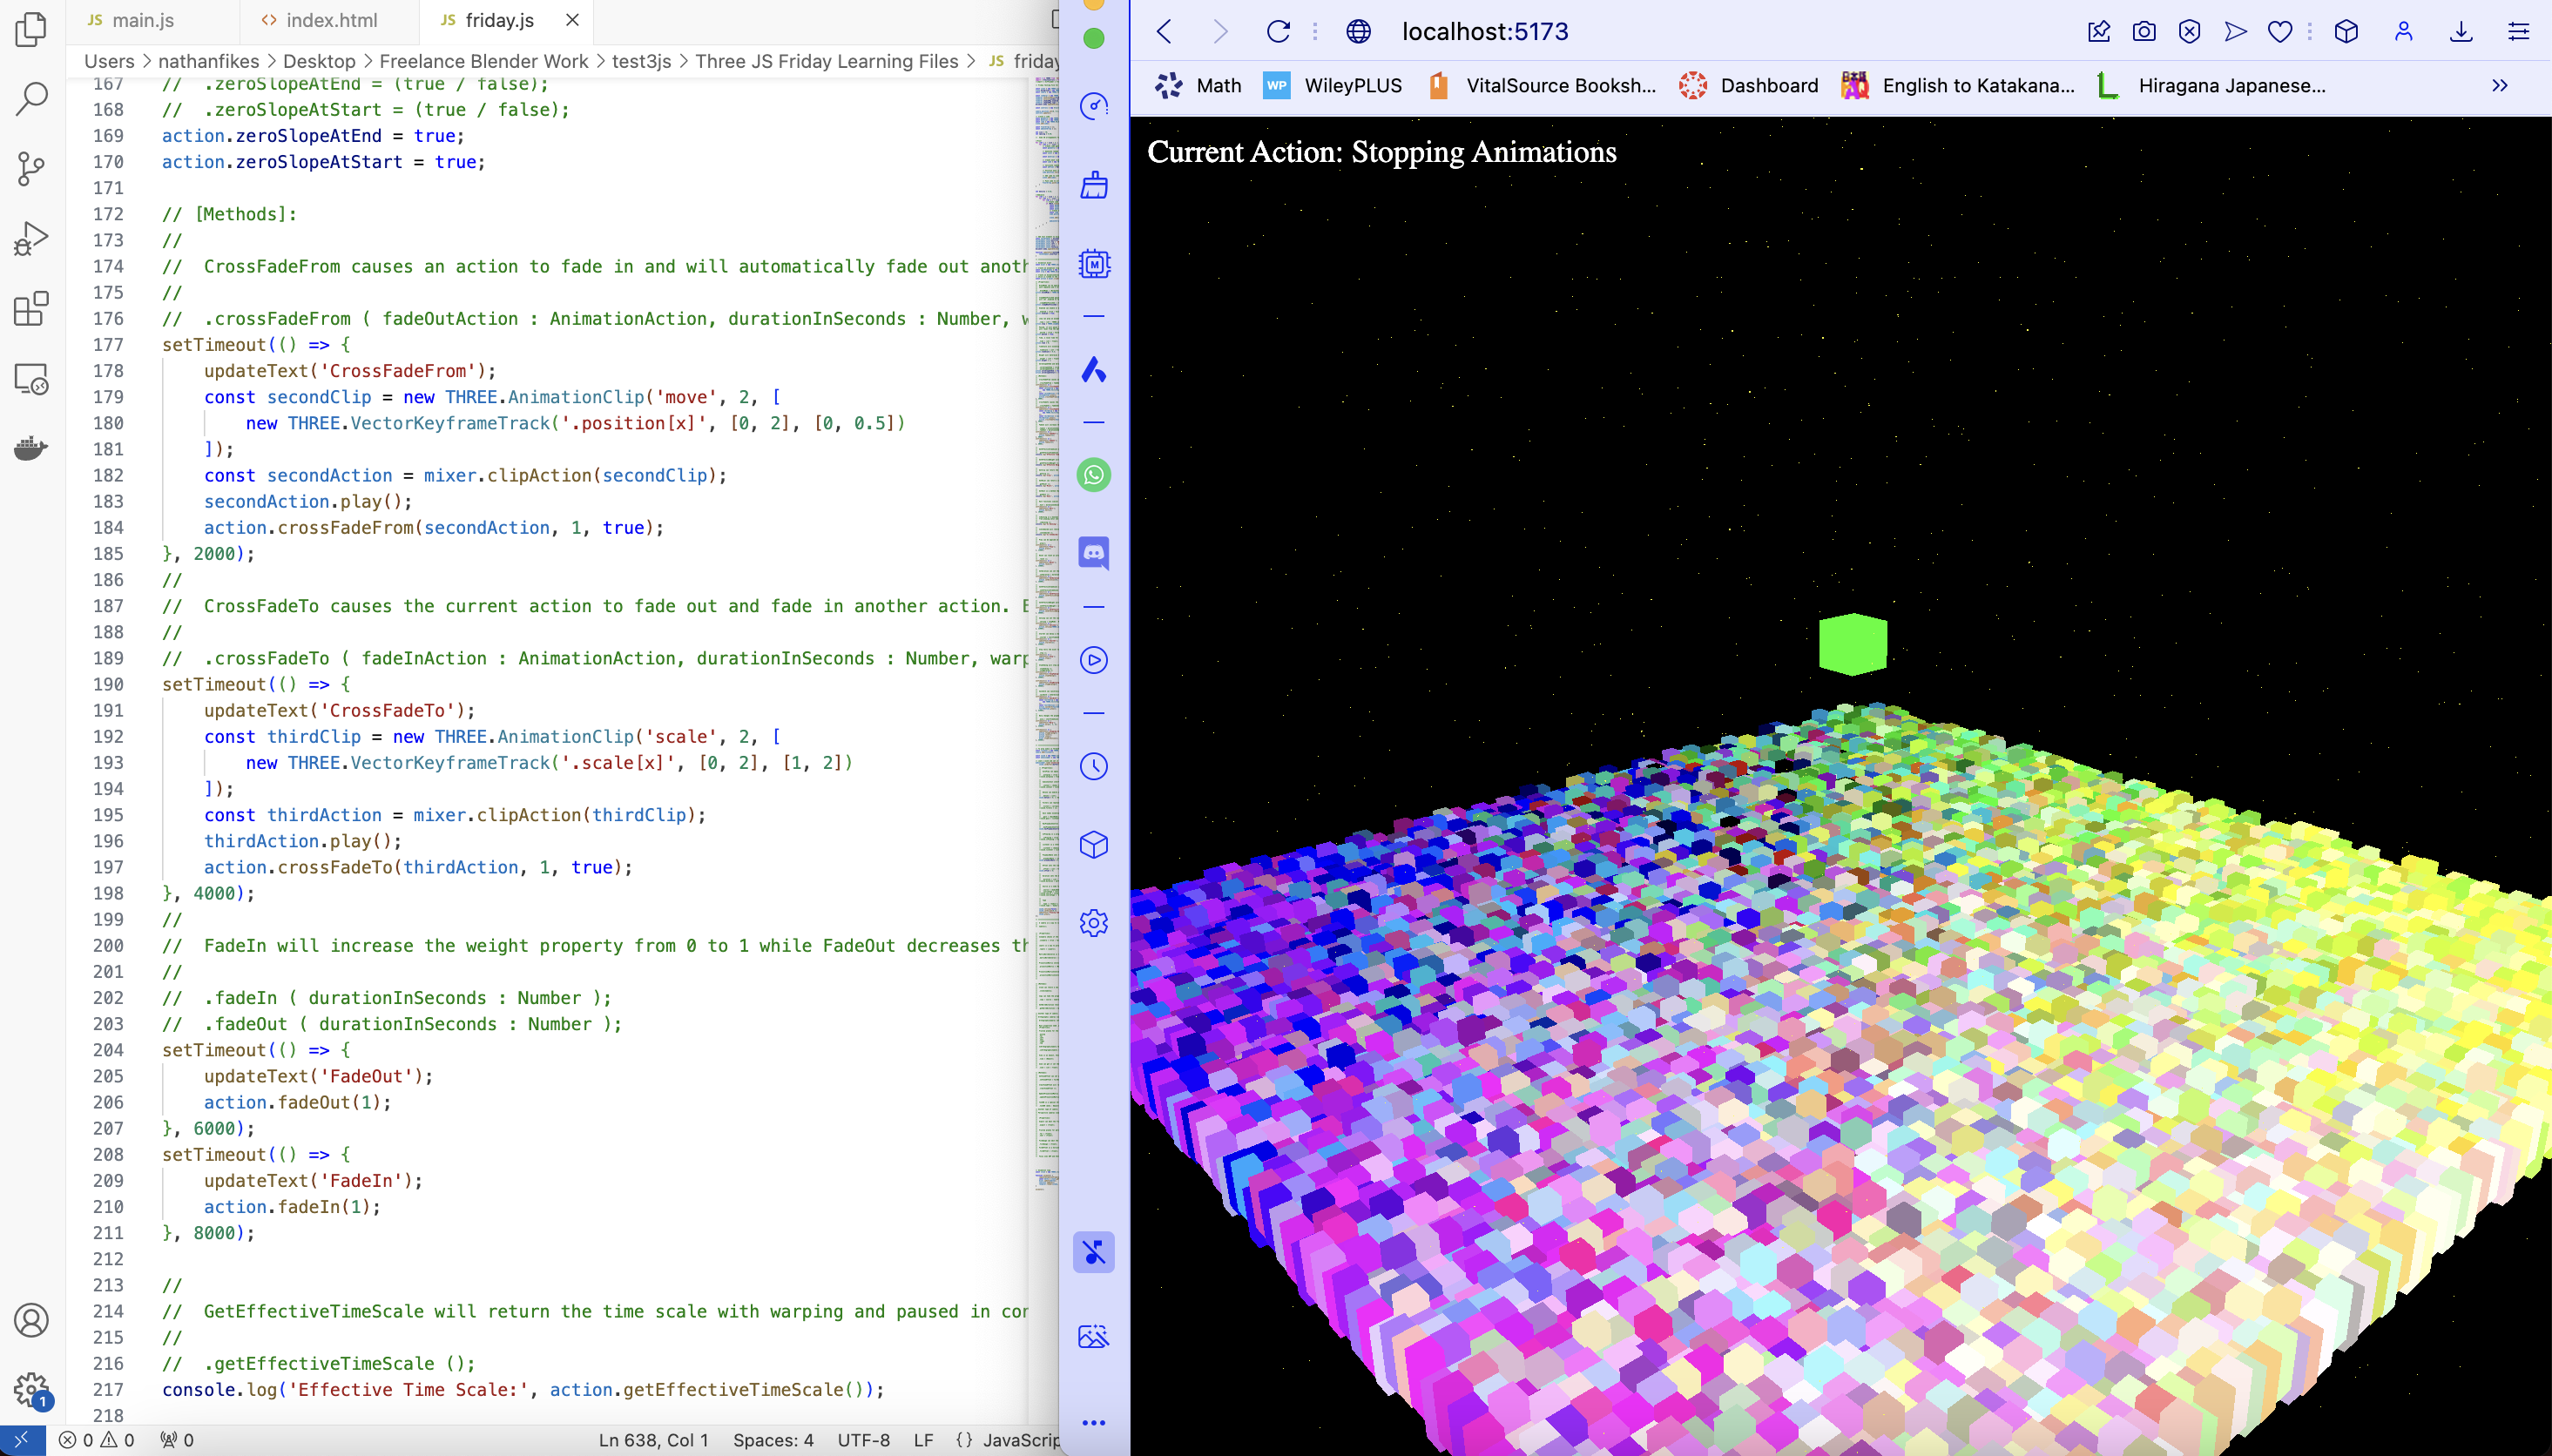 JS main.js
<> index.html
JS friday.js
Users > nathanfikes > Desktop > Freelance Blender Work > test3js > Three JS Friday Learning Files > JS friday
167 // .zeroSlopeAtEnd = (true / false);
168 // .zeroSlopeAtStart = (true / false);
169 action.zeroSlopeAtEnd = true;
170 action.zeroSlopeAtStart = true;
171
172 // [Methods]:
173 //
174 // CrossFadeFrom causes an action to fade in and will automatically fade out anoth
175 //
176 // .crossFadeFrom ( fadeOutAction : AnimationAction, durationInSeconds : Number, w
177 setTimeout(() => {
178 updateText('CrossFadeFrom');
179 const secondClip = new THREE.AnimationClip('move', 2, [
180 new THREE.VectorKeyframeTrack('.position[x]', [0, 2], [0, 0.5])
181 ]);
182 const secondAction = mixer.clipAction(secondClip);
183 secondAction.play();
184 action.crossFadeFrom(secondAction, 1, true);
185 }, 2000);
186 //
187 // CrossFadeTo causes the current action to fade out and fade in another action. E
188 //
189 // .crossFadeTo ( fadeInAction : AnimationAction, durationInSeconds : Number, warp
190 setTimeout(() => {
191 updateText('CrossFadeTo');
192 const thirdClip = new THREE.AnimationClip('scale', 2, [
193 new THREE.VectorKeyframeTrack('.scale[x]', [0, 2], [1, 2])
194 ]);
195 const thirdAction = mixer.clipAction(thirdClip);
196 thirdAction.play();
197 action.crossFadeTo(thirdAction, 1, true);
198 }, 4000);
199 //
200 // FadeIn will increase the weight property from 0 to 1 while FadeOut decreases th
201 //
202 // .fadeIn ( durationInSeconds : Number );
203 // .fadeOut ( durationInSeconds : Number );
204 setTimeout(() => {
205 updateText('FadeOut');
206 action.fadeOut(1);
207 }, 6000);
208 setTimeout(() => {
209 updateText('FadeIn');
210 action.fadeIn(1);
211 }, 8000);
212
213 //
214 // GetEffectiveTimeScale will return the time scale with warping and paused in con
215 //
216 // .getEffectiveTimeScale ();
217 console.log('Effective Time Scale:', action.getEffectiveTimeScale());
218
1
0 0 0
Ln 638, Col 1 Spaces: 4 UTF-8 LF {} JavaScrip
localhost:5173
Math
WP WileyPLUS
VitalSource Booksh...
Dashboard
English to Katakana...
L Hiragana Japanese...
M
Current Action: Stopping Animations